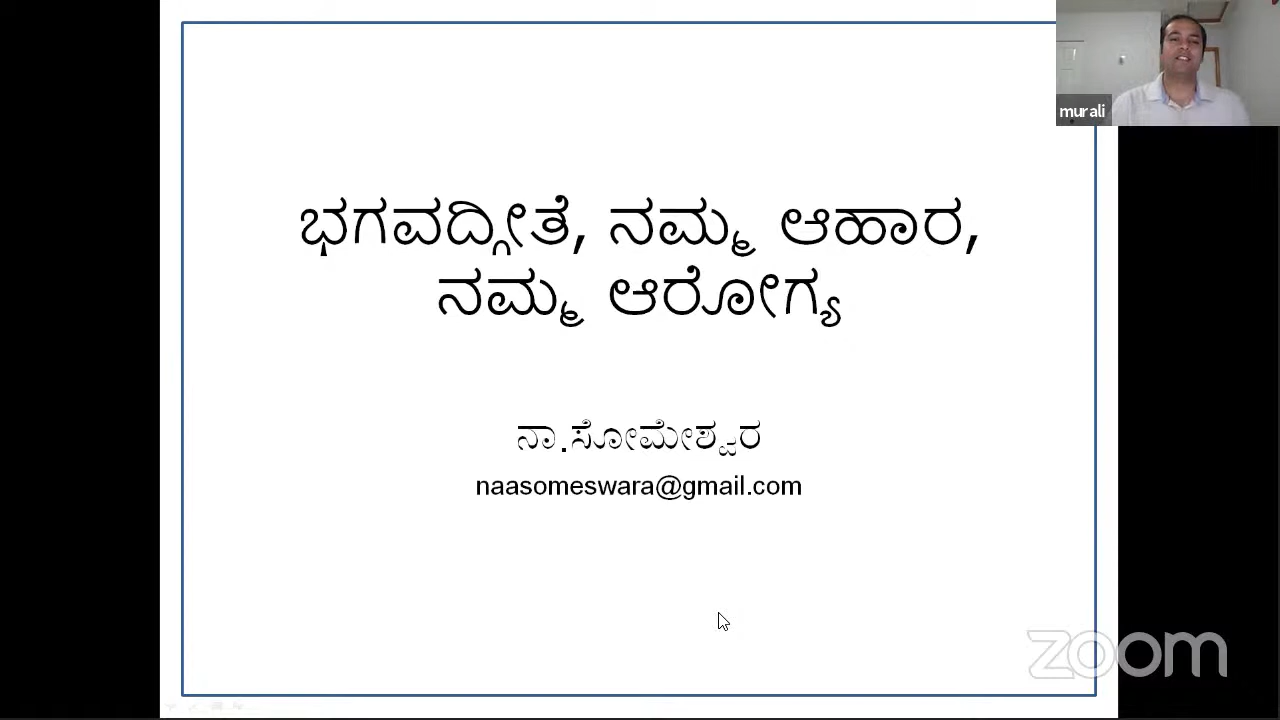 murali
ಭಗವದ್ಗೀತೆ, ನಮ್ಮ ಆಹಾರ,
ನಮ್ಮ ಆರೋಗ್ಯ
ನಾ.ಸೋಮೇಶ್ವರ
naasomeswara@gmail.com
zoom